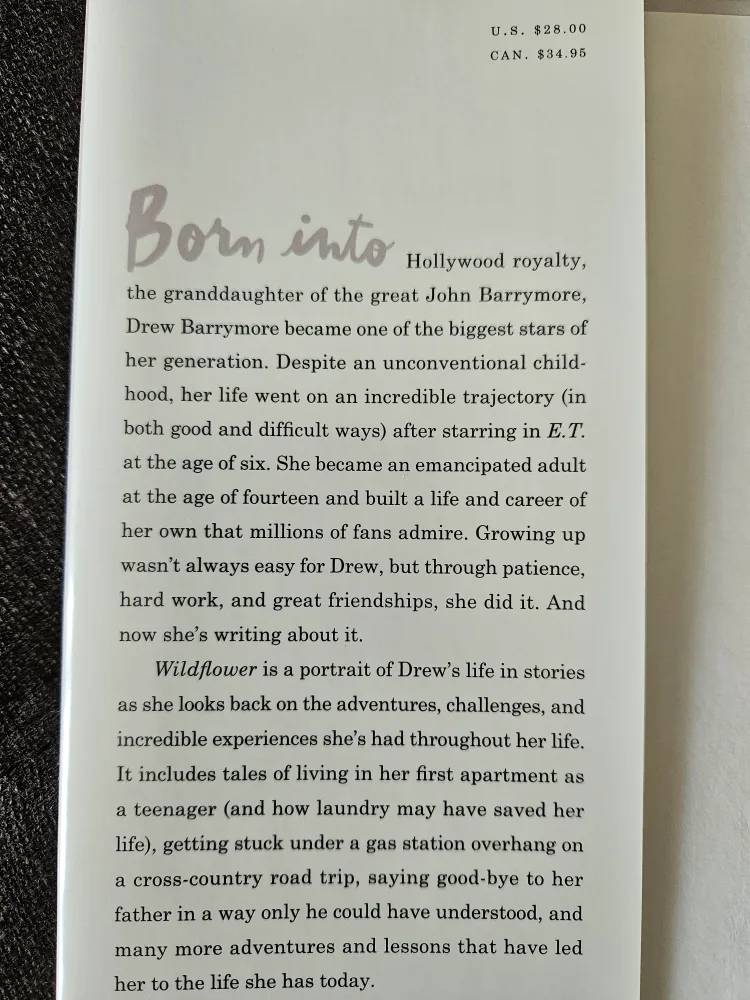 U.S. $28.00
CAN. $34.95
Born into Hollywood royalty,
the granddaughter of the great John Barrymore,
Drew Barrymore became one of the biggest stars of
her generation. Despite an unconventional child-
hood, her life went on an incredible trajectory (in
both good and difficult ways) after starring in E.T.
at the age of six. She became an emancipated adult
at the age of fourteen and built a life and career of
her own that millions of fans admire. Growing up
wasn't always easy for Drew, but through patience,
hard work, and great friendships, she did it. And
now she's writing about it.
Wildflower is a portrait of Drew's life in stories
as she looks back on the adventures, challenges, and
incredible experiences she's had throughout her life.
It includes tales of living in her first apartment as
a teenager (and how laundry may have saved her
life), getting stuck under a gas station overhang on
a cross-country road trip, saying good-bye to her
father in a way only he could have understood, and
many more adventures and lessons that have led
her to the life she has today.